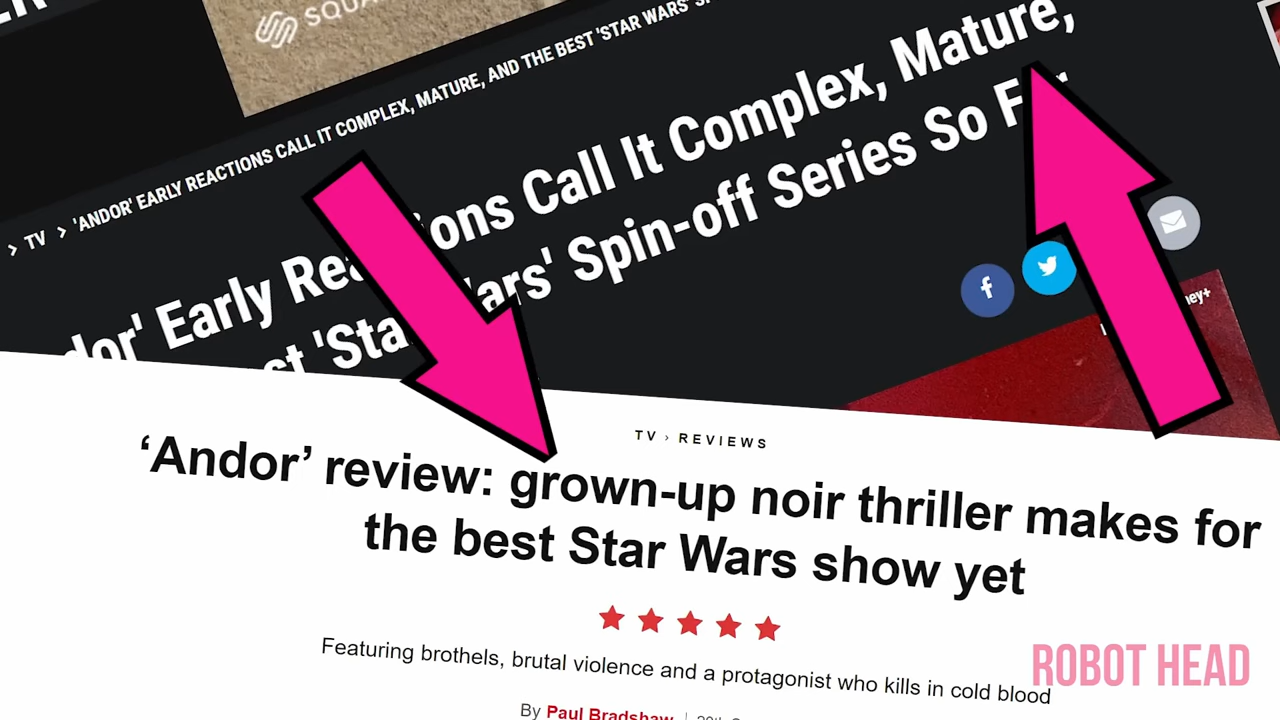 SQUA
> TV > 'ANDOR' EARLY REACTIONS CALL IT COMPLEX, MATURE, AND THE BEST 'STAR WARS'
dor' Early Rea ions Call It Complex, Mature,
st 'Sta ars' Spin-off Series So F r
ney+
TV > REVIEWS
‘Andor’ review: grown-up noir thriller makes for
the best Star Wars show yet
Featuring brothels, brutal violence and a protagonist who kills in cold blood
By Paul Bradshaw
ROBOT HEAD